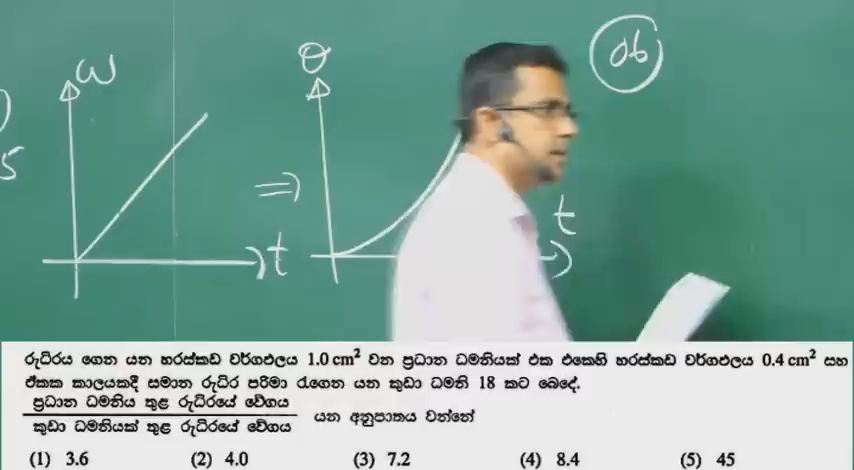 ω
θ
06
5
⇒
t
t
රුධිරය ගෙන යන හරස්කඩ වර්ගඵලය 1.0 cm² වන ප්‍රධාන ධමනියක් එක එකෙහි හරස්කඩ වර්ගඵලය 0.4 cm² සහ
ඒකක කාලයකදී සමාන රුධිර පරිමා රැගෙන යන කුඩා ධමනි 18 කට බෙදේ.
ප්‍රධාන ධමනිය තුළ රුධිරයේ වේගය
කුඩා ධමනියක් තුළ රුධිරයේ වේගය
යන අනුපාතය වන්නේ
(1) 3.6 (2) 4.0 (3) 7.2 (4) 8.4 (5) 45